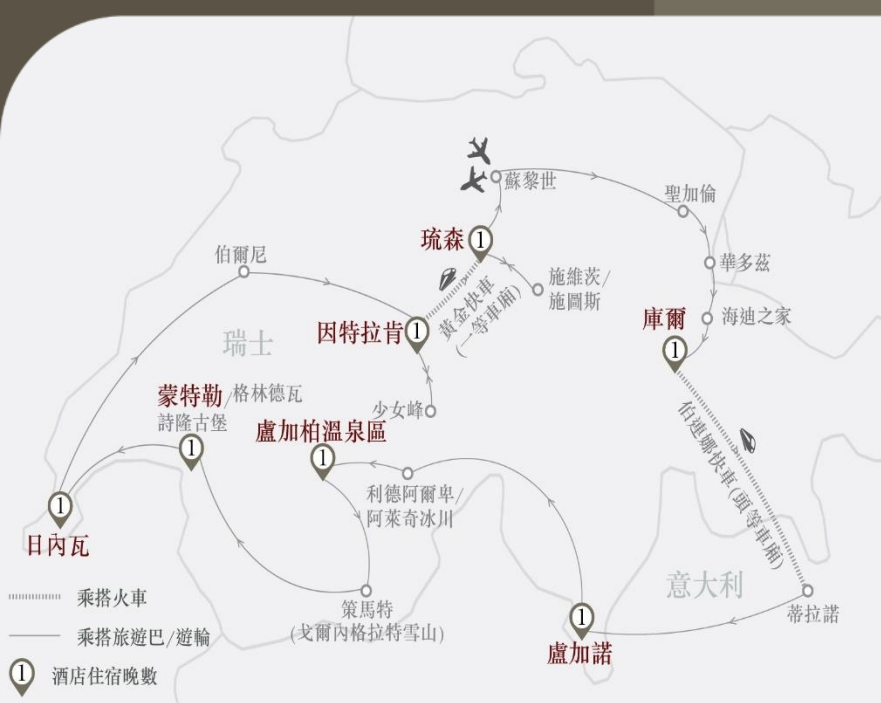 蘇黎世
聖加倫
琉森
1
伯爾尼
施維茨/
施圖斯
華多茲
黃金快車
(一等車廂)
海迪之家
庫爾
1
因特拉肯
1
瑞士
蒙特勒/格林德瓦
詩隆古堡
1
少女峰
盧加柏溫泉區
1
伯連娜快車(頭等車廂)
利德阿爾卑/
阿萊奇冰川
1
日內瓦
意大利
策馬特
(戈爾內格拉特雪山)
蒂拉諾
1
盧加諾
乘搭火車
乘搭旅遊巴/遊輪
1
酒店住宿晚數